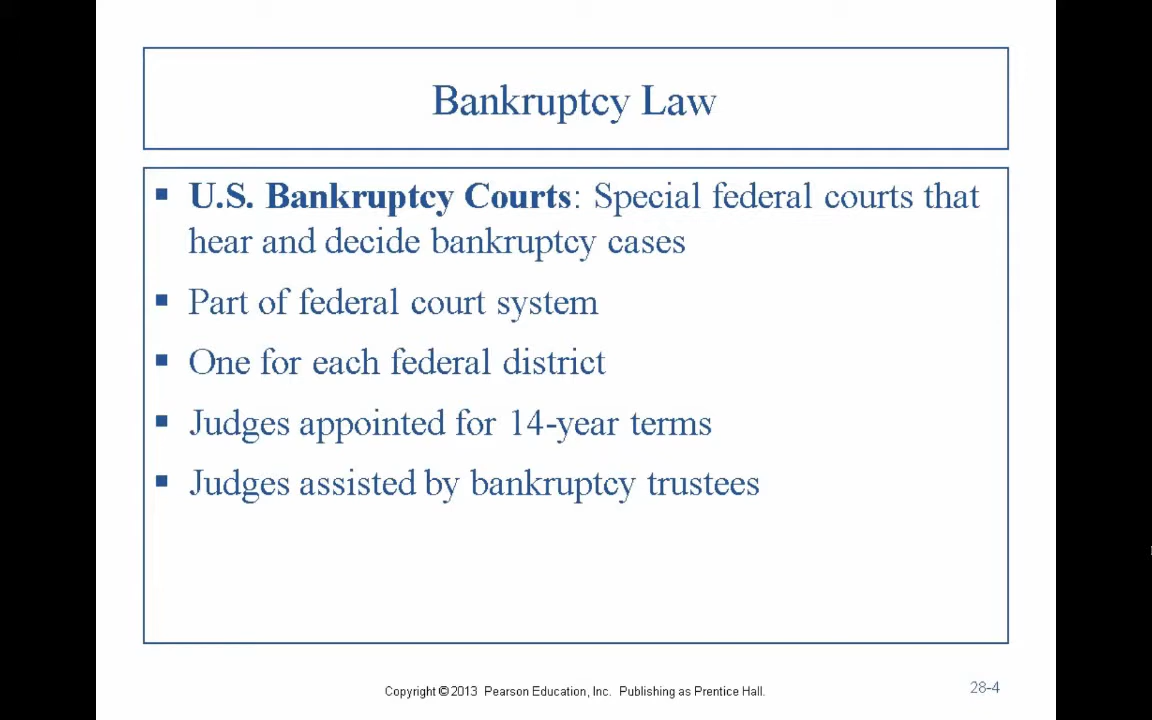 Bankruptcy Law
▪ U.S. Bankruptcy Courts: Special federal courts that
hear and decide bankruptcy cases
▪ Part of federal court system
▪ One for each federal district
▪ Judges appointed for 14-year terms
▪ Judges assisted by bankruptcy trustees
Copyright © 2013 Pearson Education, Inc. Publishing as Prentice Hall.
28-4